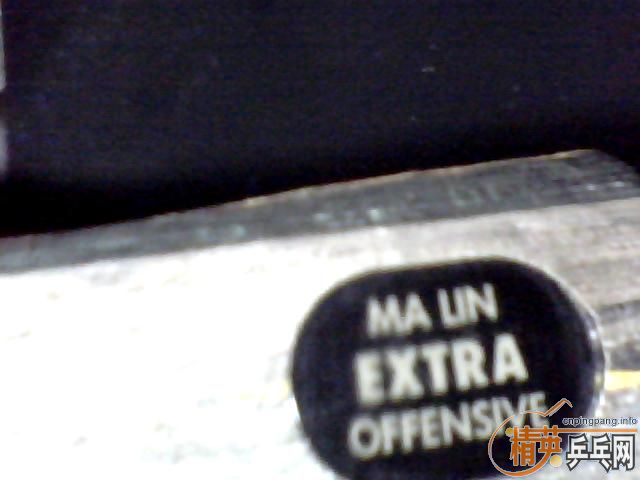 MA LIN
EXTRA
OFFENSIVE
cnpingpang.info
精英乒乓网